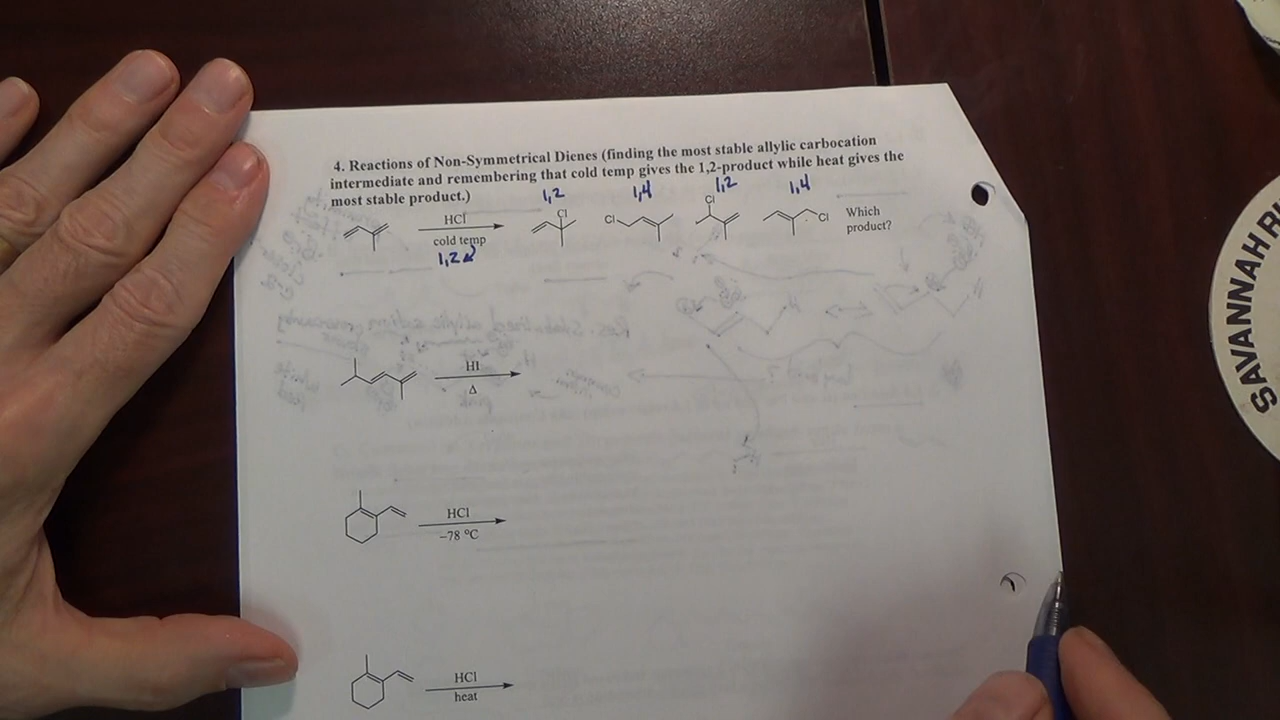 4. Reactions of Non-Symmetrical Dienes (finding the most stable allylic carbocation
intermediate and remembering that cold temp gives the 1,2-product while heat gives the
most stable product.)
1,2 1,4 1,2 1,4
HCl
cold temp
1,2
Cl Cl Cl Cl
Which
product?
HI
Δ
HCl
−78 °C
HCl
heat
SAVANNAH